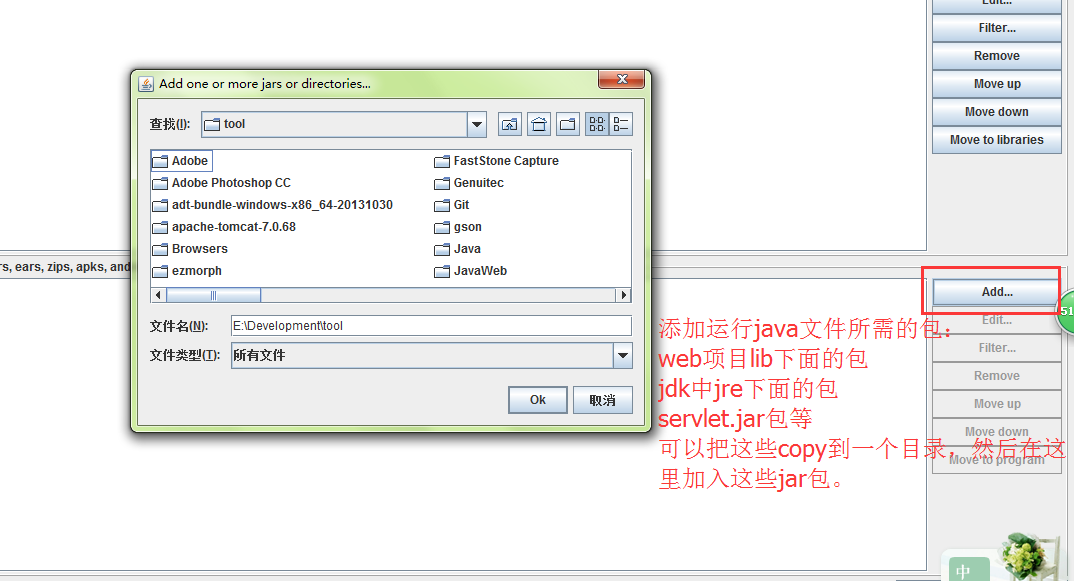 Edit...
Filter...
Remove
Move up
Move down
Move to libraries
Add one or more jars or directories...
查找(I):
tool
Adobe
Adobe Photoshop CC
adt-bundle-windows-x86_64-20131030
apache-tomcat-7.0.68
Browsers
ezmorph
FastStone Capture
Genuitec
Git
gson
Java
JavaWeb
文件名(N):
E:\Development\tool
文件类型(T):
所有文件
Ok
取消
rs, ears, zips, apks, and
Add...
Edit...
Filter...
Remove
Move up
Move down
Move to program
51
添加运行java文件所需的包：
web项目lib下面的包
jdk中jre下面的包
servlet.jar包等
可以把这些copy到一个目录，然后在这
里加入这些jar包。
中